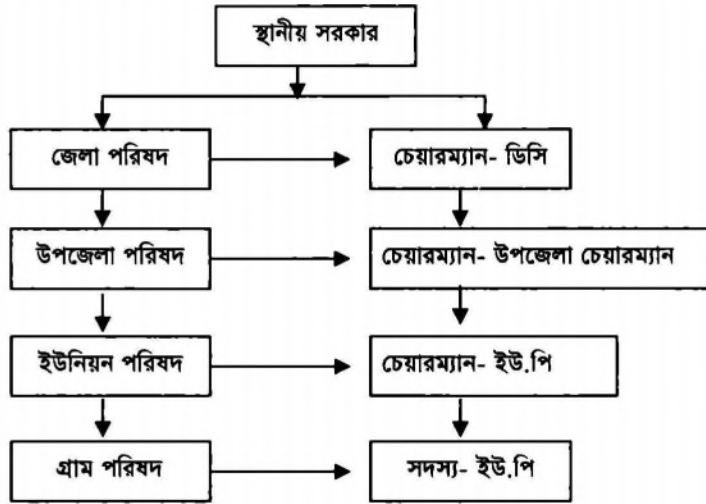 স্থানীয় সরকার
জেলা পরিষদ
চেয়ারম্যান- ডিসি
উপজেলা পরিষদ
চেয়ারম্যান- উপজেলা চেয়ারম্যান
ইউনিয়ন পরিষদ
চেয়ারম্যান- ইউ.পি
গ্রাম পরিষদ
সদস্য- ইউ.পি